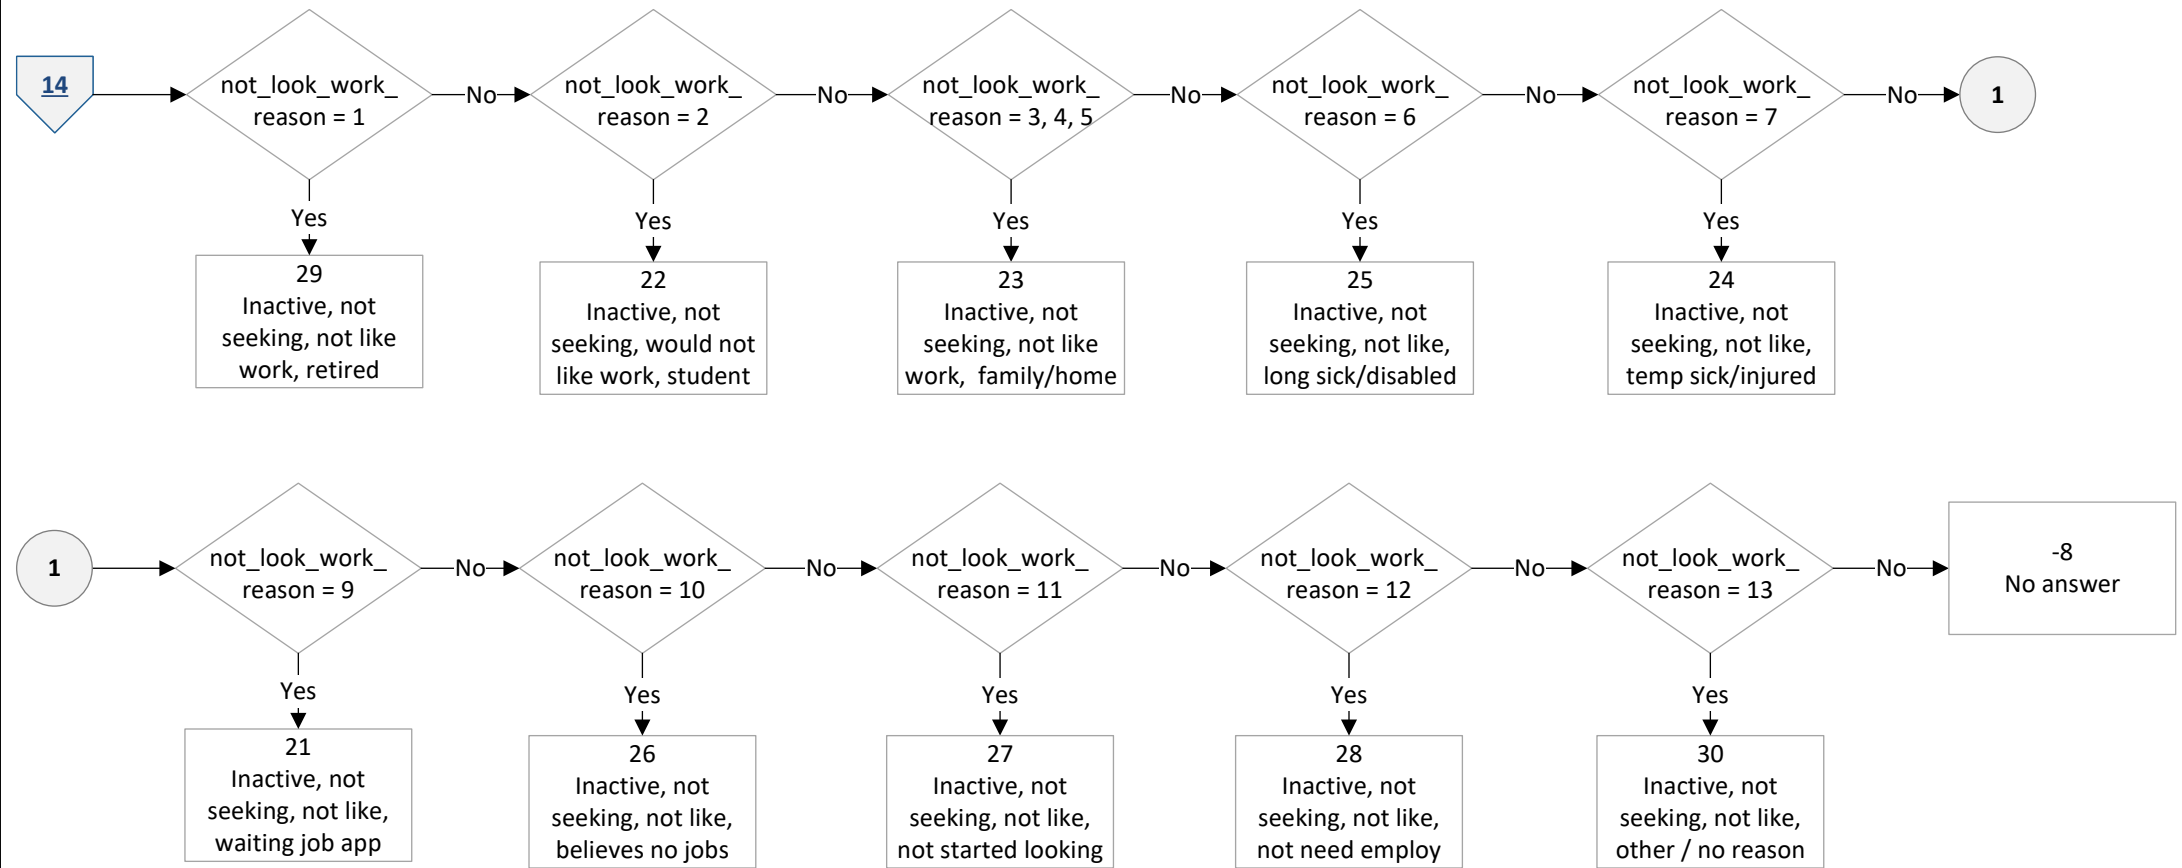 14
not_look_work_
reason = 1
No
not_look_work_
reason = 2
No
not_look_work_
reason = 3, 4, 5
No
not_look_work_
reason = 6
No
not_look_work_
reason = 7
No
1
Yes
Yes
Yes
Yes
Yes
29
Inactive, not
seeking, not like
work, retired
22
Inactive, not
seeking, would not
like work, student
23
Inactive, not
seeking, not like
work,  family/home
25
Inactive, not
seeking, not like,
long sick/disabled
24
Inactive, not
seeking, not like,
temp sick/injured
1
not_look_work_
reason = 9
No
not_look_work_
reason = 10
No
not_look_work_
reason = 11
No
not_look_work_
reason = 12
No
not_look_work_
reason = 13
No
-8
No answer
Yes
Yes
Yes
Yes
Yes
21
Inactive, not
seeking, not like,
waiting job app
26
Inactive, not
seeking, not like,
believes no jobs
27
Inactive, not
seeking, not like,
not started looking
28
Inactive, not
seeking, not like,
not need employ
30
Inactive, not
seeking, not like,
other / no reason